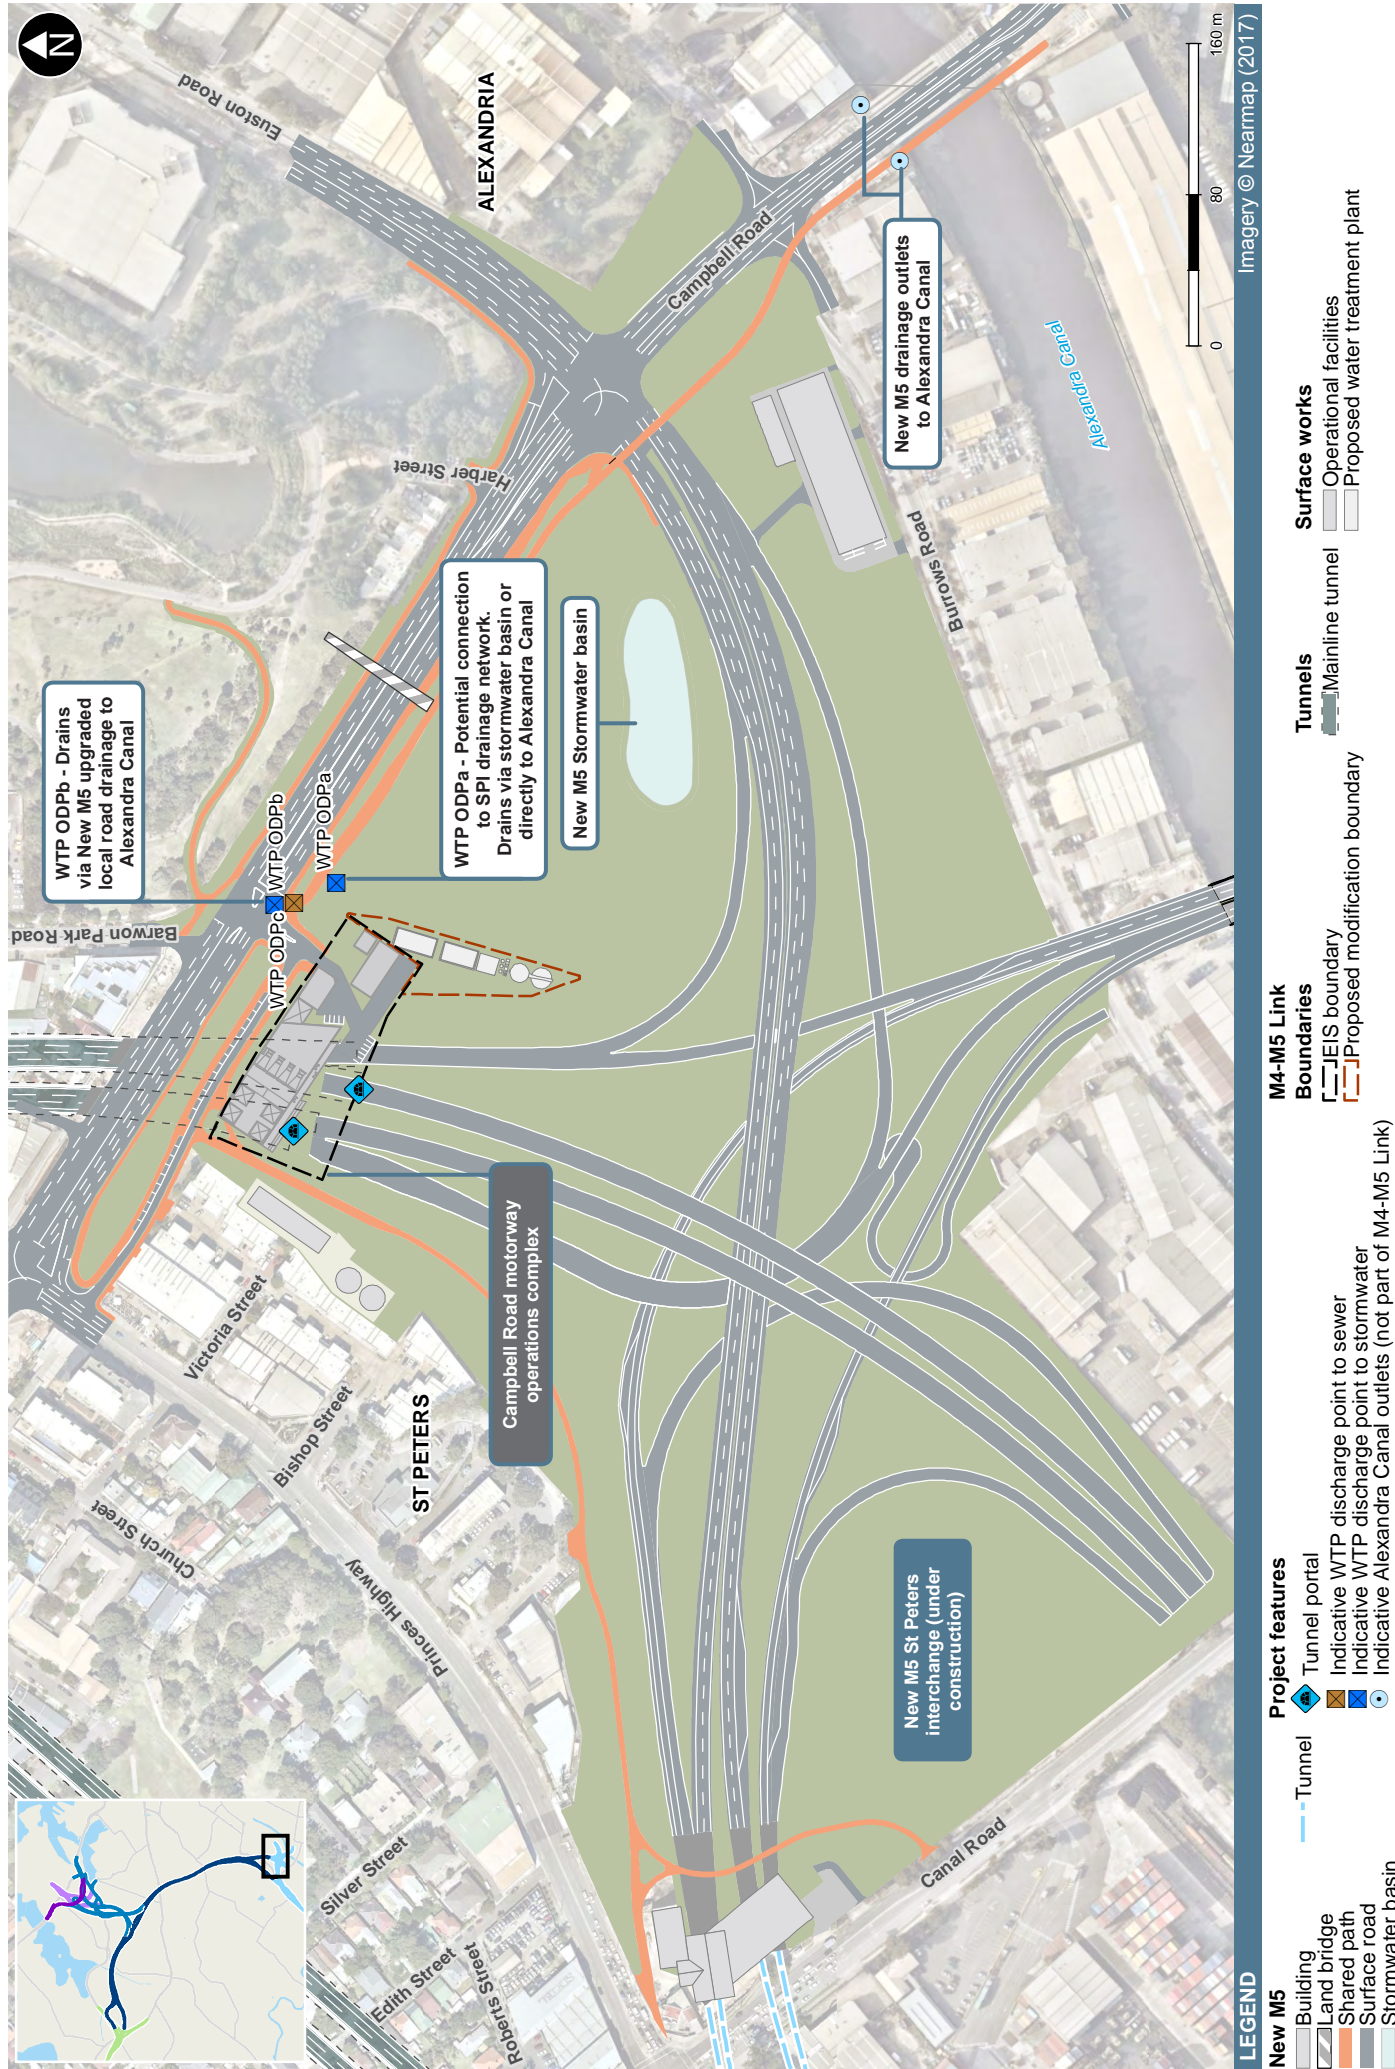 N
Euston Road
ALEXANDRIA
Campbell Road
Harber Street
Barwon Park Road
WTP ODPb - Drains
via New M5 upgraded
local road drainage to
Alexandra Canal
WTP ODPb
WTP ODPa
WTP ODPc
WTP ODPa - Potential connection
to SPI drainage network.
Drains via stormwater basin or
directly to Alexandra Canal
New M5 Stormwater basin
New M5 drainage outlets
to Alexandra Canal
Alexandra Canal
Burrows Road
Campbell Road motorway
operations complex
Victoria Street
Bishop Street
ST PETERS
Church Street
Princes Highway
New M5 St Peters
interchange (under
construction)
Silver Street
Edith Street
Roberts Street
Canal Road
0 80 160 m
LEGEND
Imagery © Nearmap (2017)
New M5
Building
Land bridge
Shared path
Surface road
Stormwater basin
Tunnel
Project features
Tunnel portal
Indicative WTP discharge point to sewer
Indicative WTP discharge point to stormwater
Indicative Alexandra Canal outlets (not part of M4-M5 Link)
M4-M5 Link
Boundaries
EIS boundary
Proposed modification boundary
Tunnels
Mainline tunnel
Surface works
Operational facilities
Proposed water treatment plant